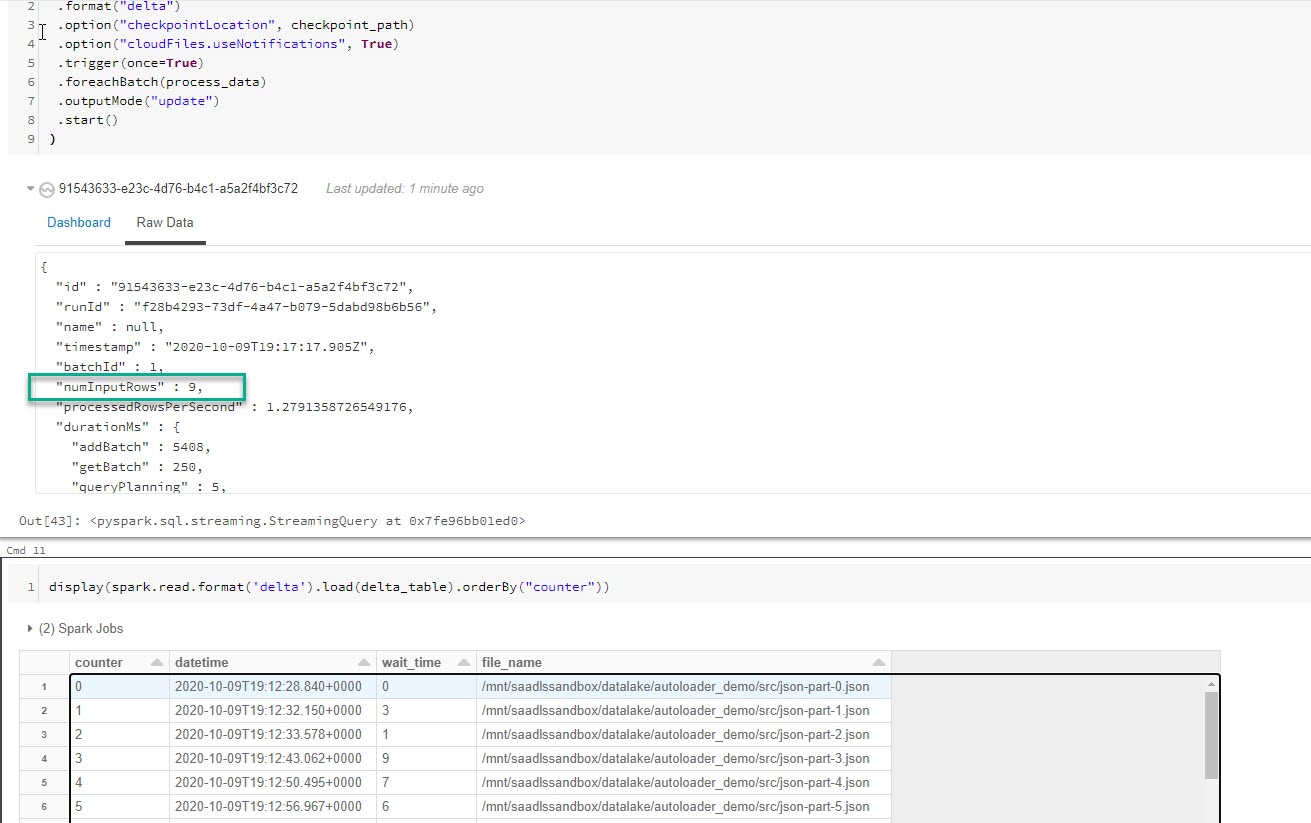 2 .format("delta")
3 .option("checkpointLocation", checkpoint_path)
4 .option("cloudFiles.useNotifications", True)
5 .trigger(once=True)
6 .foreachBatch(process_data)
7 .outputMode("update")
8 .start()
9 )
91543633-e23c-4d76-b4c1-a5a2f4bf3c72 Last updated: 1 minute ago
Dashboard Raw Data
{
"id" : "91543633-e23c-4d76-b4c1-a5a2f4bf3c72",
"runId" : "f28b4293-73df-4a47-b079-5dabd98b6b56",
"name" : null,
"timestamp" : "2020-10-09T19:17:17.905Z",
"batchId" : 1,
"numInputRows" : 9,
"processedRowsPerSecond" : 1.2791358726549176,
"durationMs" : {
"addBatch" : 5408,
"getBatch" : 250,
"queryPlanning" : 5,
Out[43]: <pyspark.sql.streaming.StreamingQuery at 0x7fe96bb01ed0>
Cmd 11
1 display(spark.read.format('delta').load(delta_table).orderBy("counter"))
(2) Spark Jobs
counter datetime wait_time file_name
1 0 2020-10-09T19:12:28.840+0000 0 /mnt/saadlssandbox/datalake/autoloader_demo/src/json-part-0.json
2 1 2020-10-09T19:12:32.150+0000 3 /mnt/saadlssandbox/datalake/autoloader_demo/src/json-part-1.json
3 2 2020-10-09T19:12:33.578+0000 1 /mnt/saadlssandbox/datalake/autoloader_demo/src/json-part-2.json
4 3 2020-10-09T19:12:43.062+0000 9 /mnt/saadlssandbox/datalake/autoloader_demo/src/json-part-3.json
5 4 2020-10-09T19:12:50.495+0000 7 /mnt/saadlssandbox/datalake/autoloader_demo/src/json-part-4.json
6 5 2020-10-09T19:12:56.967+0000 6 /mnt/saadlssandbox/datalake/autoloader_demo/src/json-part-5.json